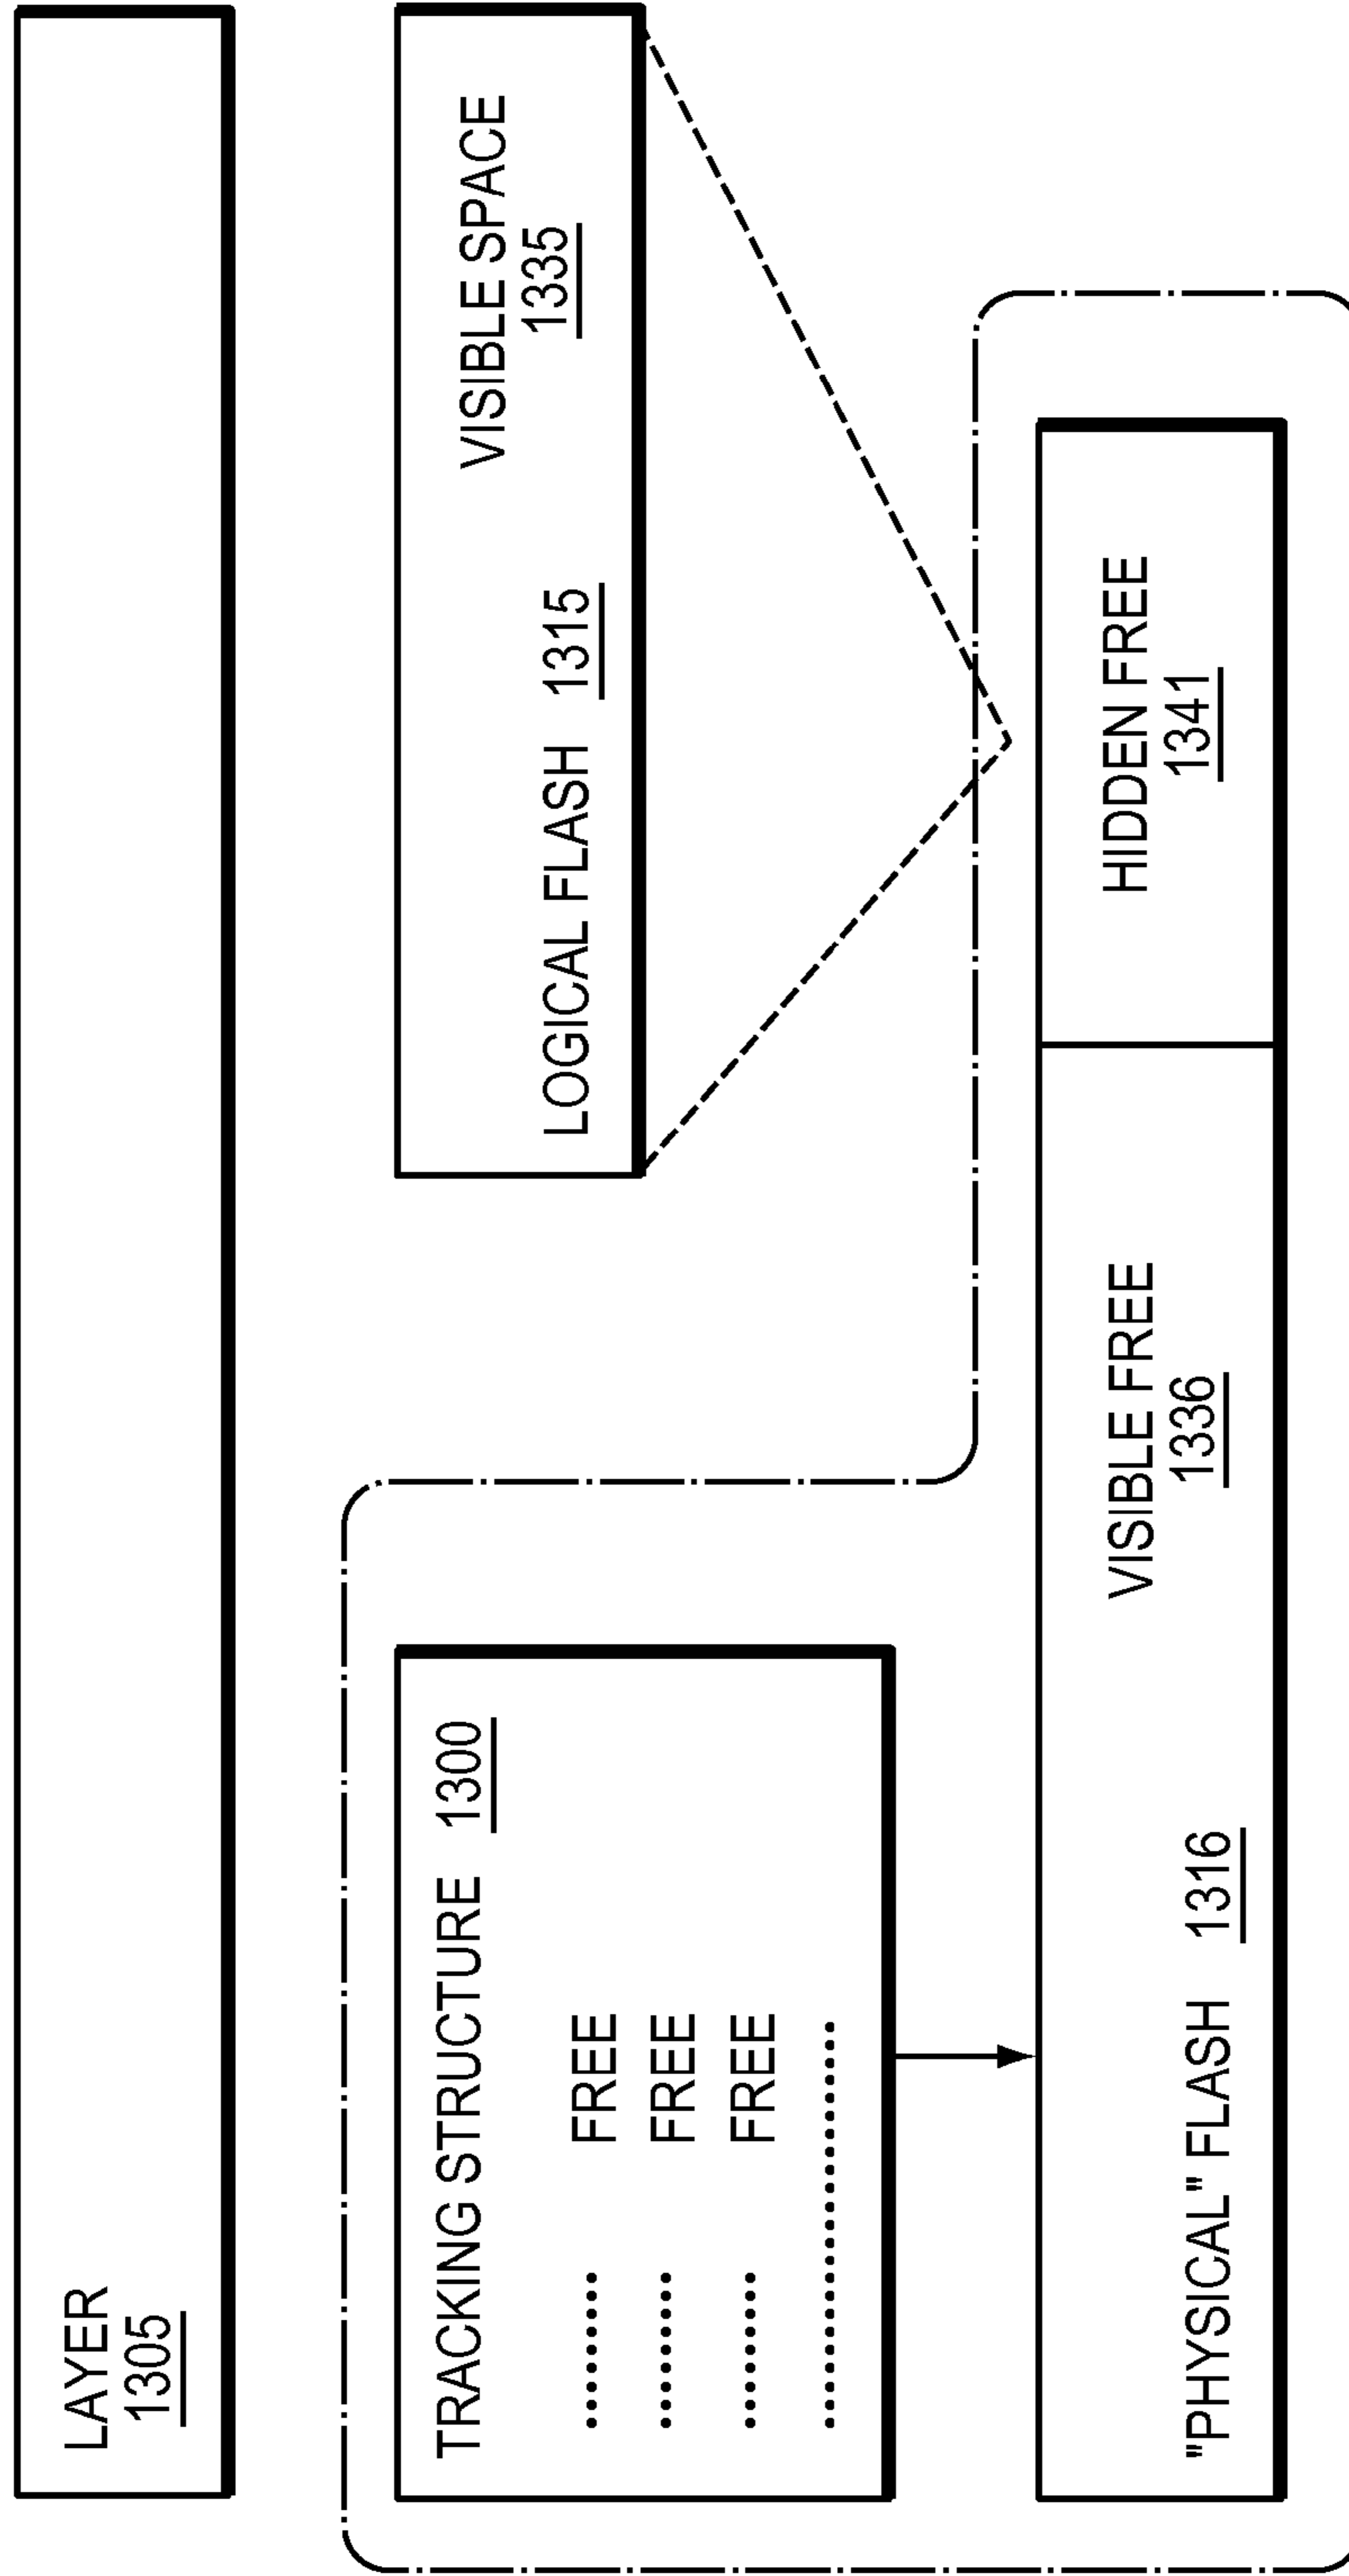 LAYER
1305
TRACKING STRUCTURE 1300
........ FREE
........ FREE
........ FREE
......................
VISIBLE SPACE
1335
LOGICAL FLASH 1315
VISIBLE FREE
1336
"PHYSICAL" FLASH 1316
HIDDEN FREE
1341